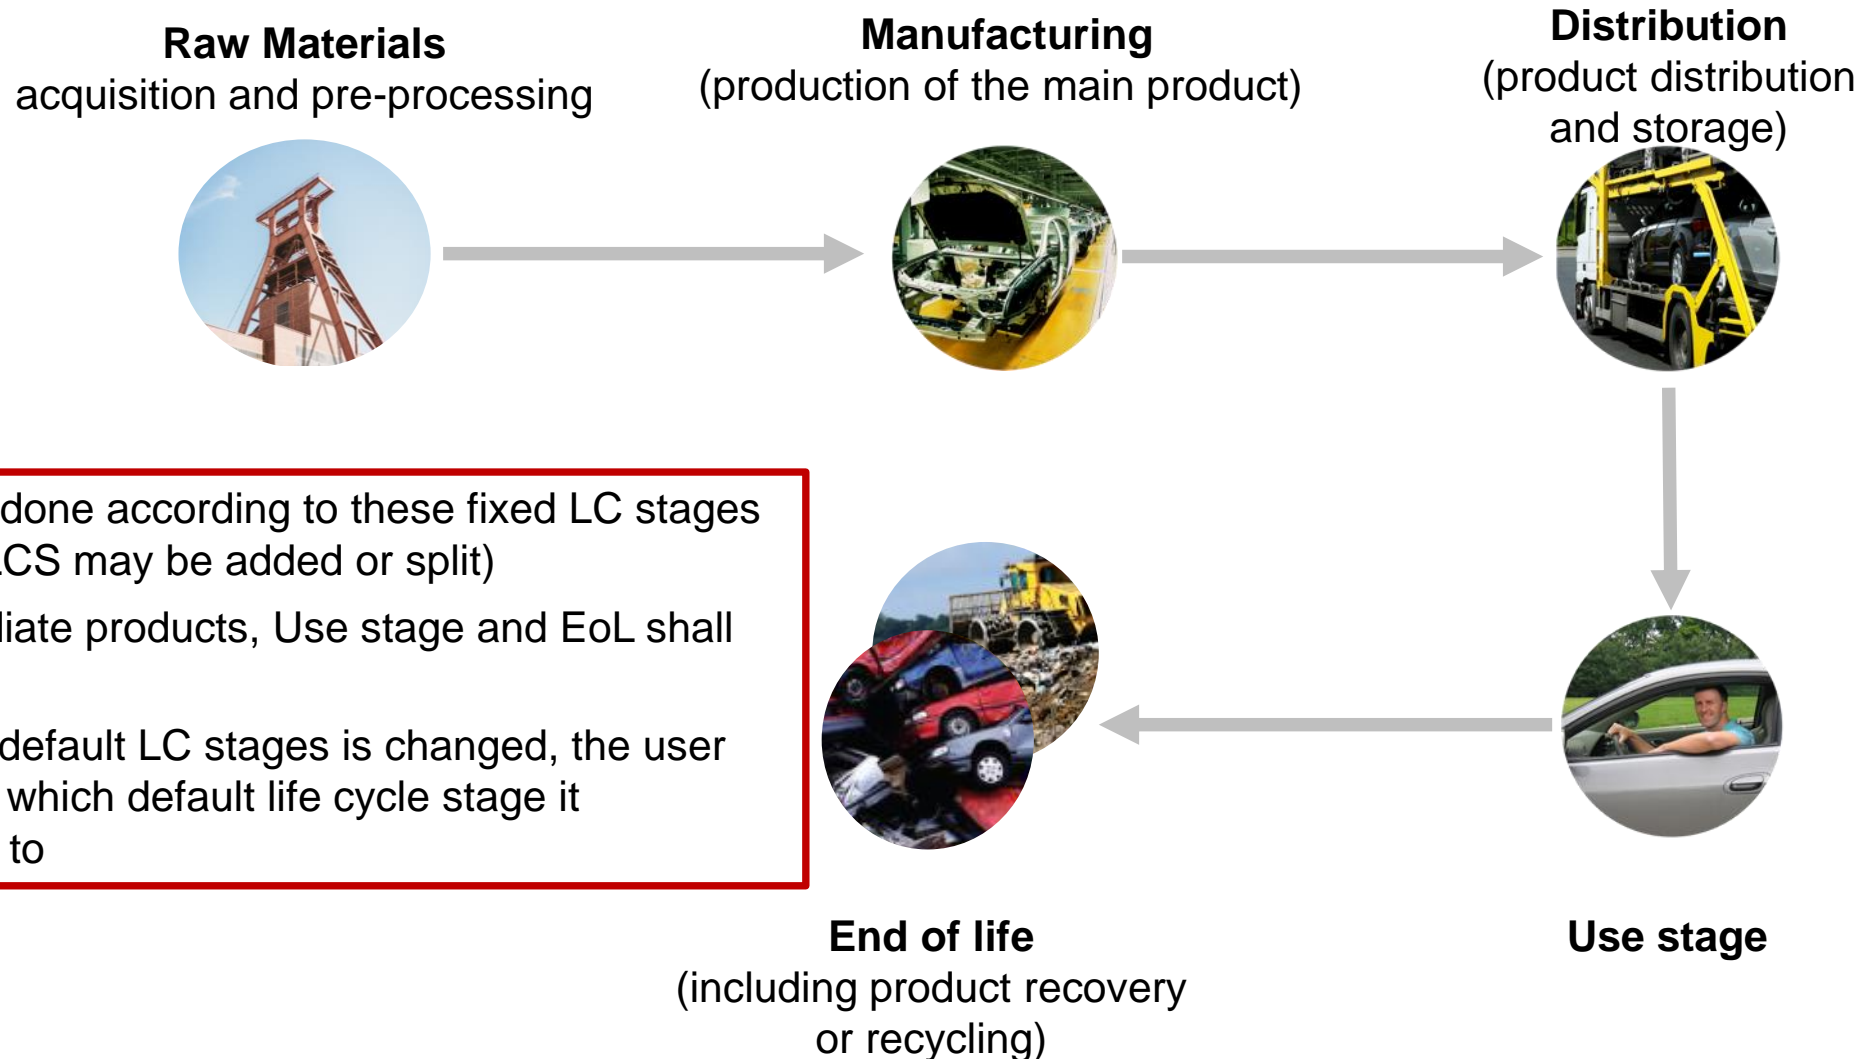 Raw Materials
acquisition and pre-processing
Manufacturing
(production of the main product)
Distribution
(product distribution
and storage)
done according to these fixed LC stages
LCS may be added or split)
products, Use stage and EoL shall
default LC stages is changed, the user
which default life cycle stage it
to
End of life
(including product recovery
or recycling)
Use stage